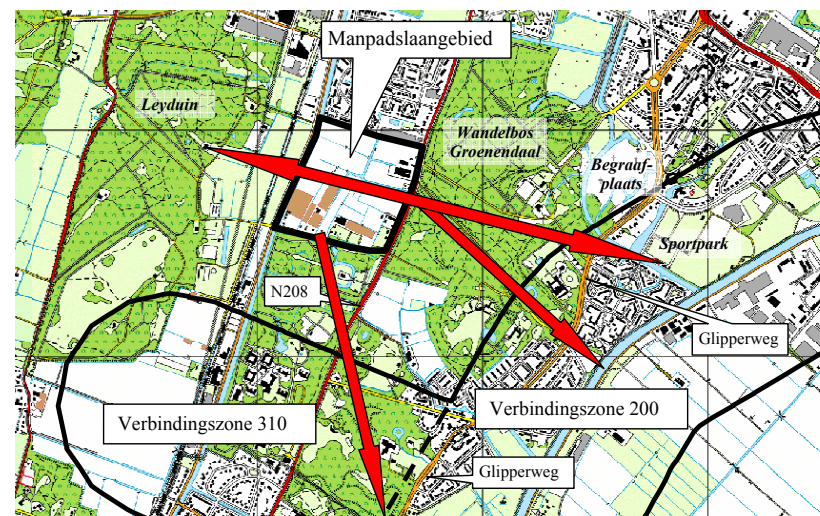 Manpadslaangebied
Leyduin
Wandelbos
Groenendaal
Begraaf-
plaats
Sportpark
N208
Glipperweg
Verbindingszone 310
Verbindingszone 200
Glipperweg